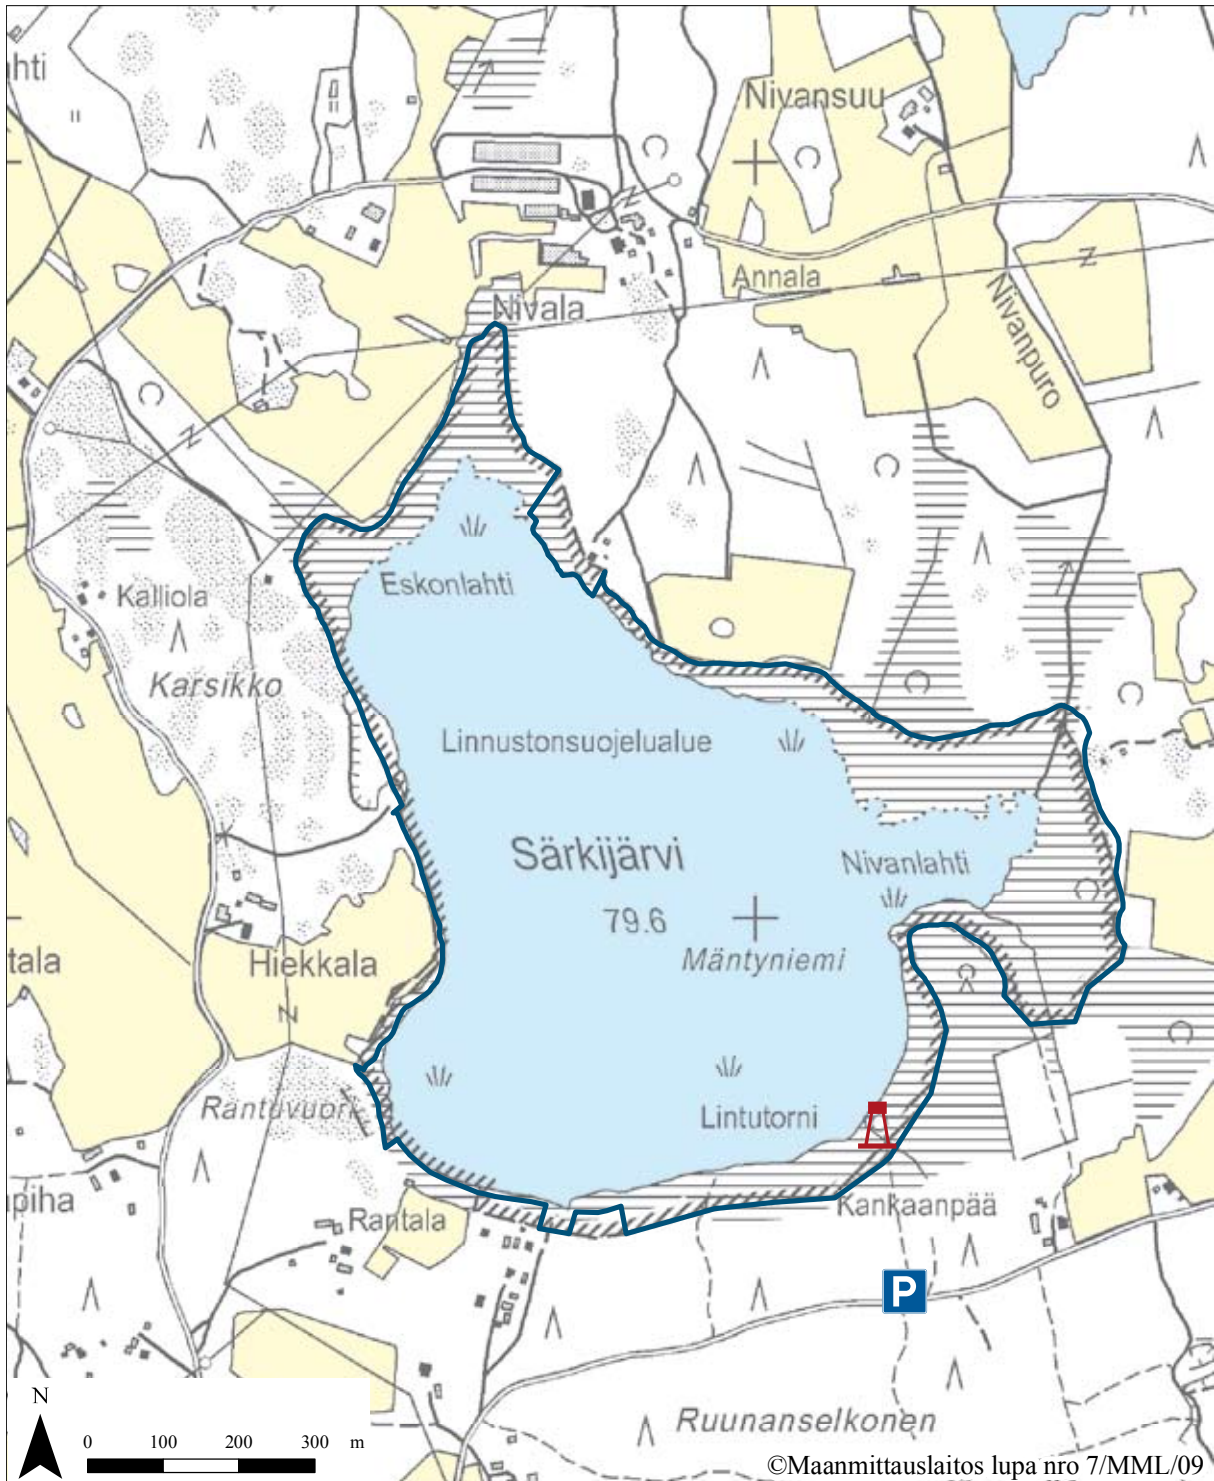 hti
Nivansuu
Annala
Nivala
Nivanpuro
Eskonlahti
Kalliola
Karsikko
Linnustonsuojelualue
Särkijärvi
79.6
Nivanlahti
Mäntyniemi
tala
Hiekkala
Rantuvuori
Lintutorni
piha
Rantala
Kankaanpää
P
Ruunanselkonen
N
0 100 200 300 m
©Maanmittauslaitos lupa nro 7/MML/09